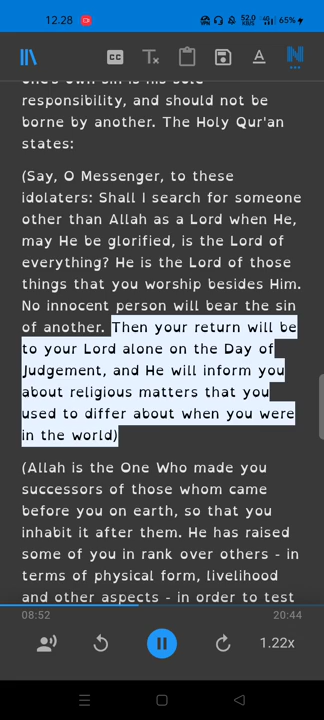 12.28
52.0
KB/S
4G
65%
CC
T
A
N
one's own sin is his sole
responsibility, and should not be
borne by another. The Holy Qur'an
states:
(Say, O Messenger, to these
idolaters: Shall I search for someone
other than Allah as a Lord when He,
may He be glorified, is the Lord of
everything? He is the Lord of those
things that you worship besides Him.
No innocent person will bear the sin
of another. Then your return will be
to your Lord alone on the Day of
Judgement, and He will inform you
about religious matters that you
used to differ about when you were
in the world)
(Allah is the One Who made you
successors of those whom came
before you on earth, so that you
inhabit it after them. He has raised
some of you in rank over others - in
terms of physical form, livelihood
and other aspects - in order to test
08:52
20:44
1.22x